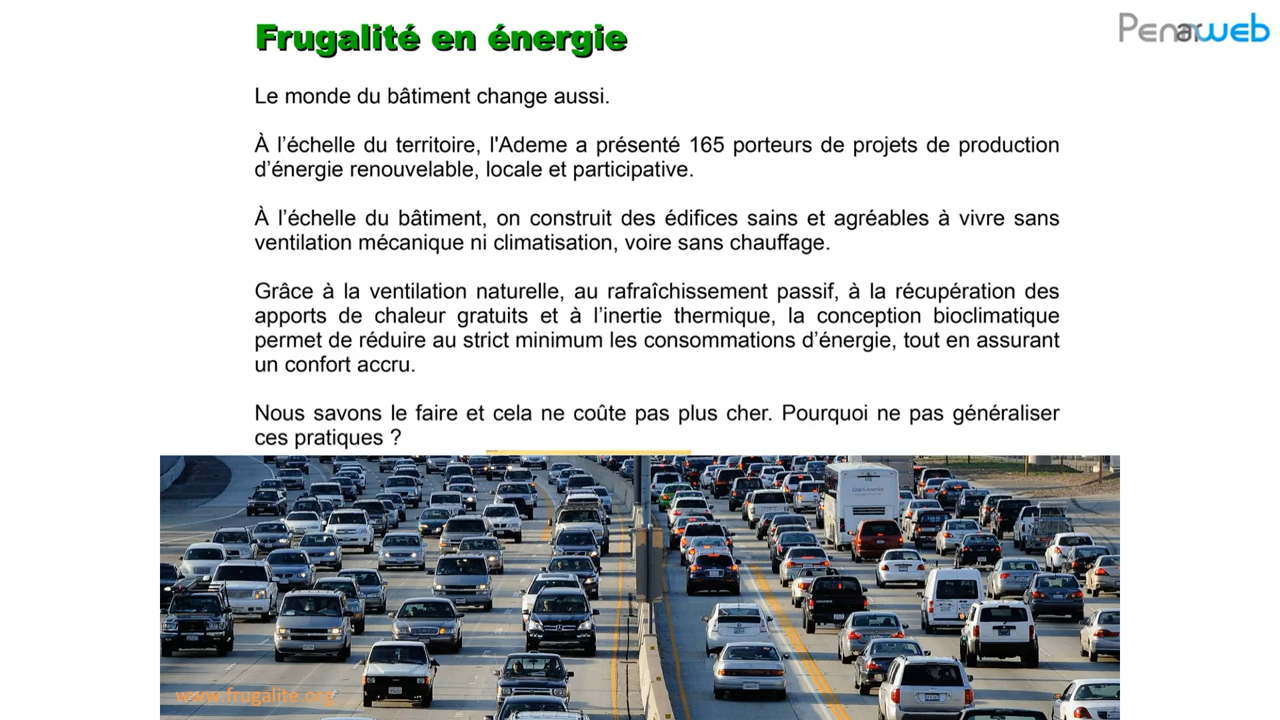 Frugalité en énergie
Penarweb
Le monde du bâtiment change aussi.
À l’échelle du territoire, l'Ademe a présenté 165 porteurs de projets de production
d’énergie renouvelable, locale et participative.
À l’échelle du bâtiment, on construit des édifices sains et agréables à vivre sans
ventilation mécanique ni climatisation, voire sans chauffage.
Grâce à la ventilation naturelle, au rafraîchissement passif, à la récupération des
apports de chaleur gratuits et à l’inertie thermique, la conception bioclimatique
permet de réduire au strict minimum les consommations d’énergie, tout en assurant
un confort accru.
Nous savons le faire et cela ne coûte pas plus cher. Pourquoi ne pas généraliser
ces pratiques ?
www.frugalite.org